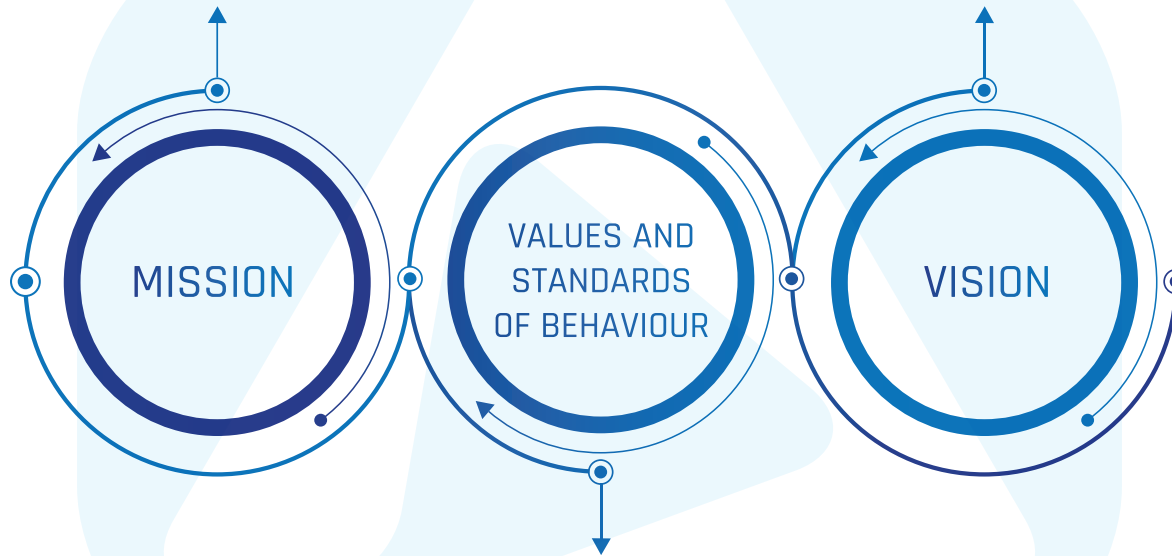 MISSION
VALUES AND
STANDARDS
OF BEHAVIOUR
VISION